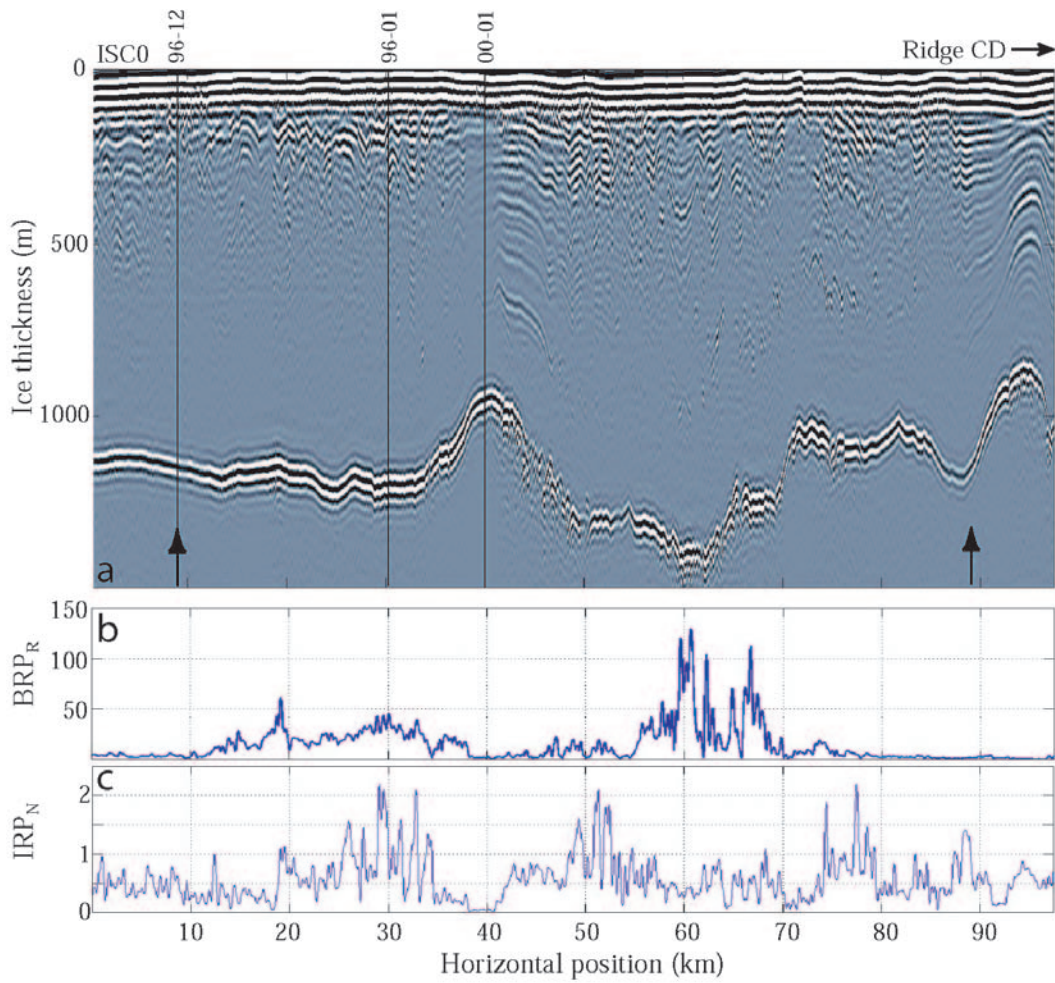 ISC0
96-12
96-01
00-01
Ridge CD
0
500
1000
Ice thickness (m)
a
b
150
100
50
BRP_R
c
2
1
0
IRP_N
10 20 30 40 50 60 70 80 90
Horizontal position (km)